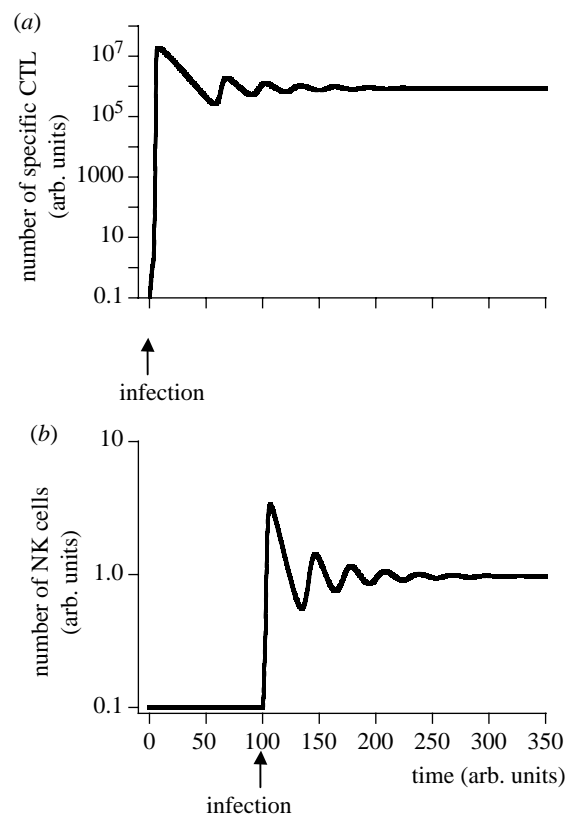 (a)
number of specific CTL
(arb. units)
10⁷
10⁵
1000
10
0.1
infection
(b)
number of NK cells
(arb. units)
10
1.0
0.1
0 50 100 150 200 250 300 350
time (arb. units)
infection